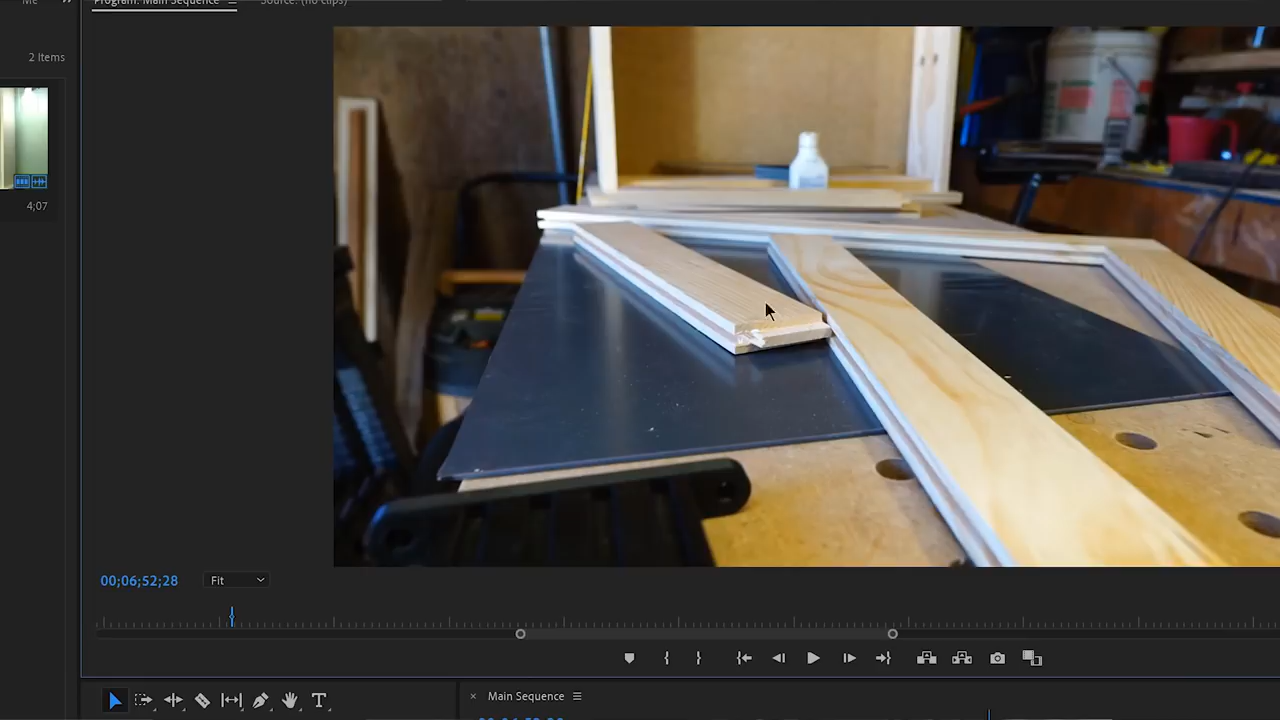 Program: Main Sequence
Source: (no clips)
2 Items
4;07
00;06;52;28
Fit
Main Sequence